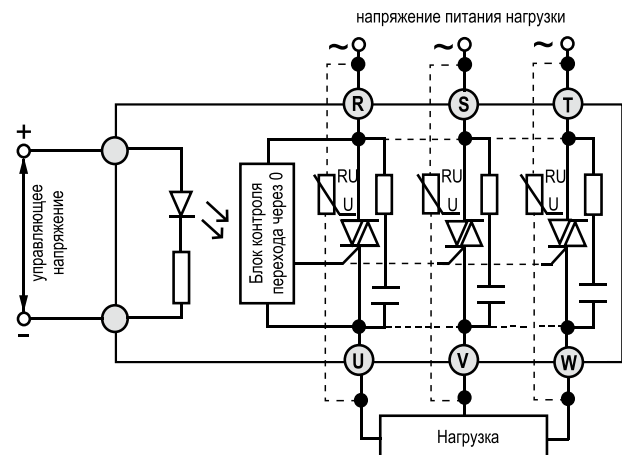 напряжение питания нагрузки
~ ~ ~
R S T
+
управляющее
напряжение
-
Блок контроля
перехода через 0
RU
U
RU
U
RU
U
U V W
Нагрузка